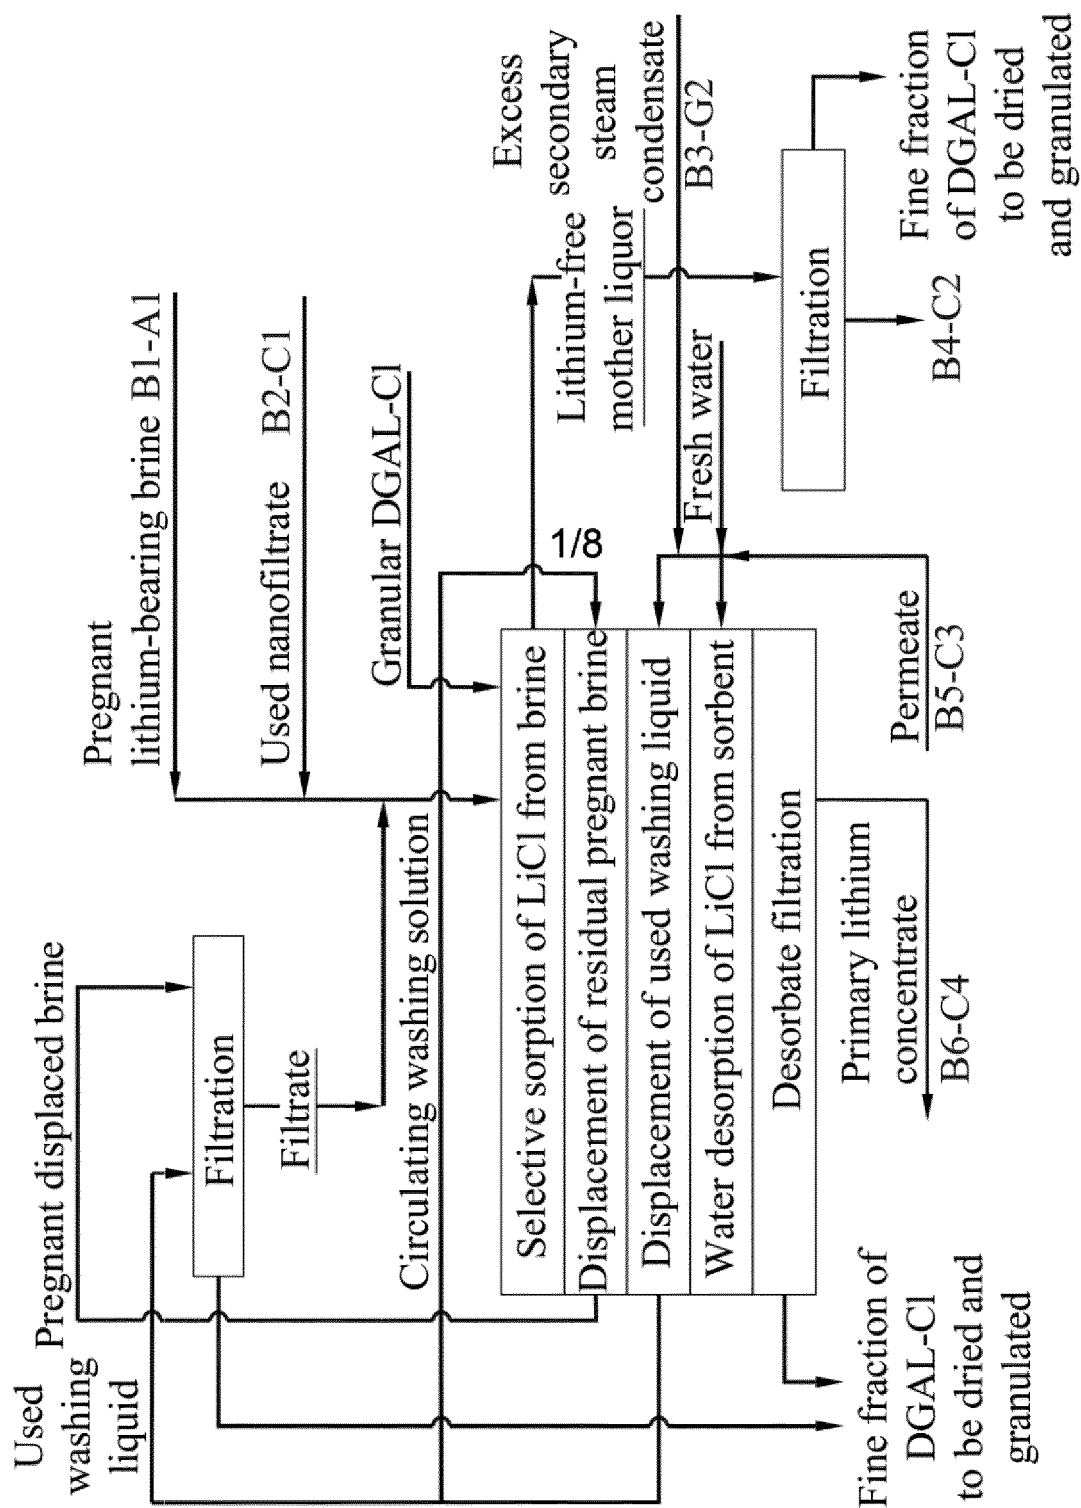 Used
washing
liquid
Pregnant displaced brine
Pregnant
lithium-bearing brine B1-A1
Filtration
Filtrate
Used nanofiltrate B2-C1
Circulating washing solution
Granular DGAL-Cl
1/8
Excess
secondary
steam
condensate
B3-G2
Lithium-free
mother liquor
Fresh water
Selective sorption of LiCl from brine
Displacement of residual pregnant brine
Displacement of used washing liquid
Water desorption of LiCl from sorbent
Desorbate filtration
Filtration
Fine fraction
of DGAL-Cl
to be dried
and granulated
B4-C2
Fine fraction of
DGAL-Cl
to be dried and
granulated
Primary lithium
concentrate
B6-C4
Permeate
B5-C3